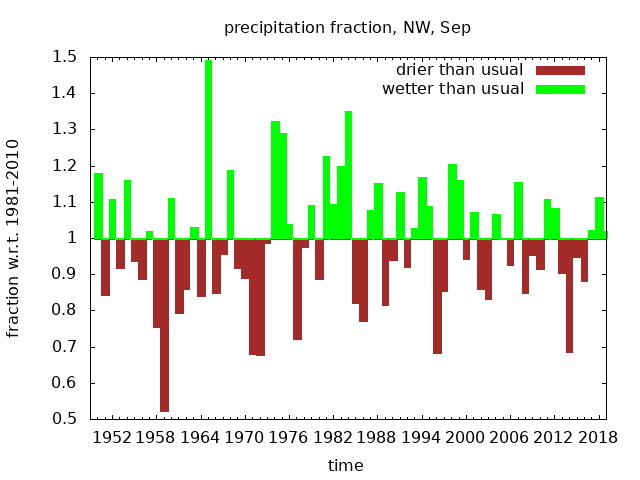 precipitation fraction, NW, Sep
drier than usual
wetter than usual
fraction w.r.t. 1981-2010
1.5
1.4
1.3
1.2
1.1
1
0.9
0.8
0.7
0.6
0.5
1952 1958 1964 1970 1976 1982 1988 1994 2000 2006 2012 2018
time